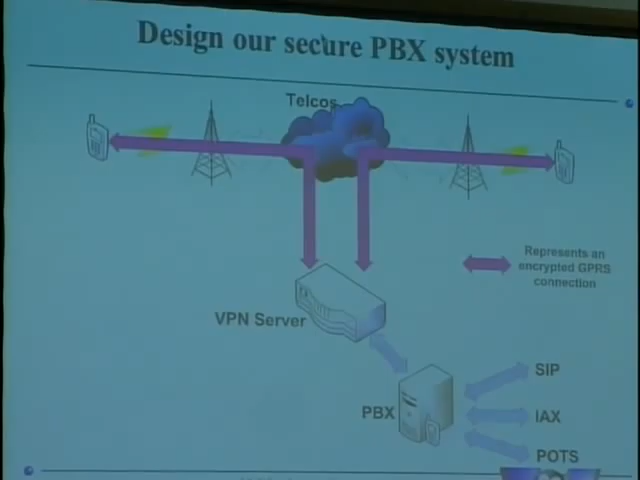 Design our secure PBX system
Telcos
Represents an
encrypted GPRS
connection
VPN Server
SIP
PBX
IAX
POTS